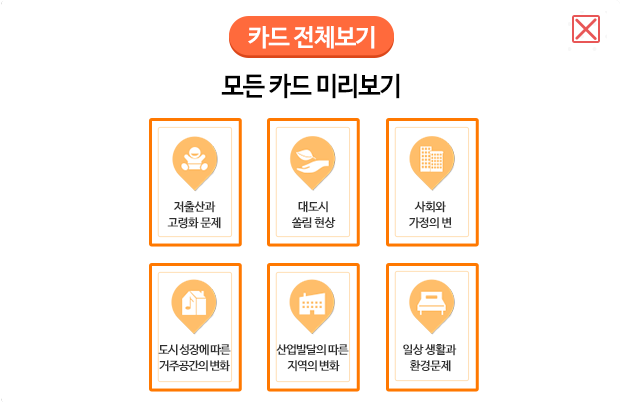 카드 전체보기
모든 카드 미리보기
저출산과
고령화 문제
대도시
쏠림 현상
사회와
가정의 변
도시 성장에 따른
거주공간의 변화
산업발달의 따른
지역의 변화
일상 생활과
환경문제